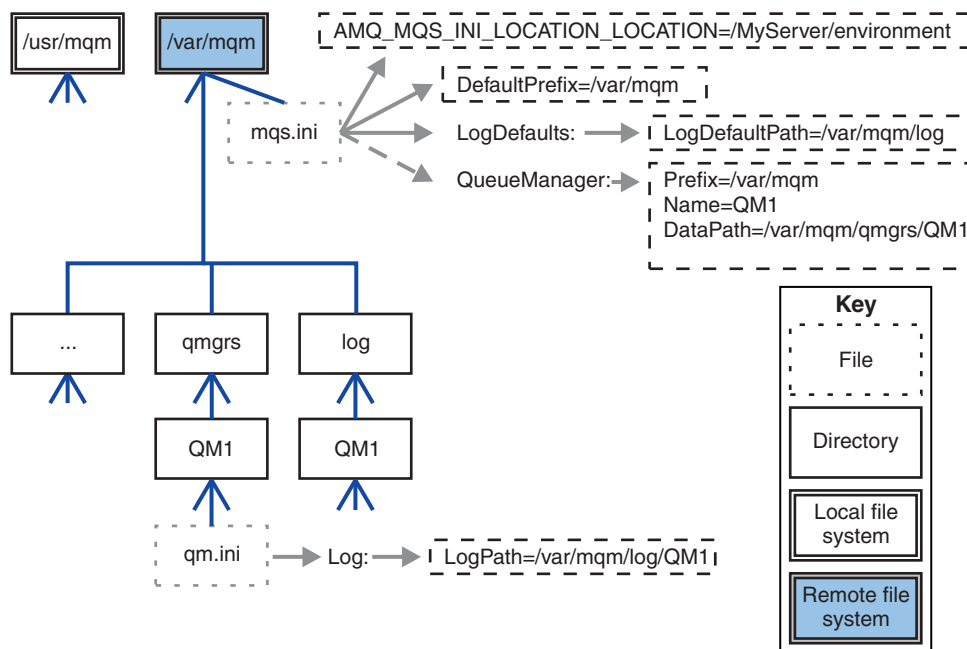 /usr/mqm
/var/mqm
AMQ_MQS_INI_LOCATION_LOCATION=/MyServer/environment
DefaultPrefix=/var/mqm
mqs.ini
LogDefaults:
LogDefaultPath=/var/mqm/log
QueueManager:
Prefix=/var/mqm
Name=QM1
DataPath=/var/mqm/qmgrs/QM1
...
qmgrs
log
QM1
QM1
qm.ini
Log:
LogPath=/var/mqm/log/QM1
Key
File
Directory
Local file
system
Remote file
system